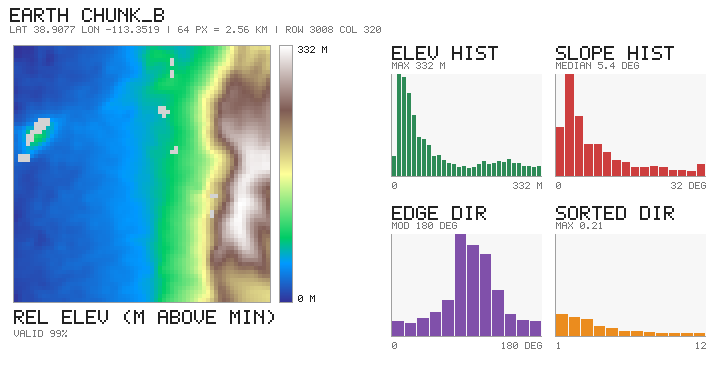 EARTH CHUNK_B
LAT 38.9077 LON -113.3519 | 64 PX = 2.56 KM | ROW 3008 COL 320
332 M
0 M
REL ELEV (M ABOVE MIN)
VALID 99%
ELEV HIST
MAX 332 M
0 332 M
SLOPE HIST
MEDIAN 5.4 DEG
0 32 DEG
EDGE DIR
MOD 180 DEG
0 180 DEG
SORTED DIR
MAX 0.21
1 12